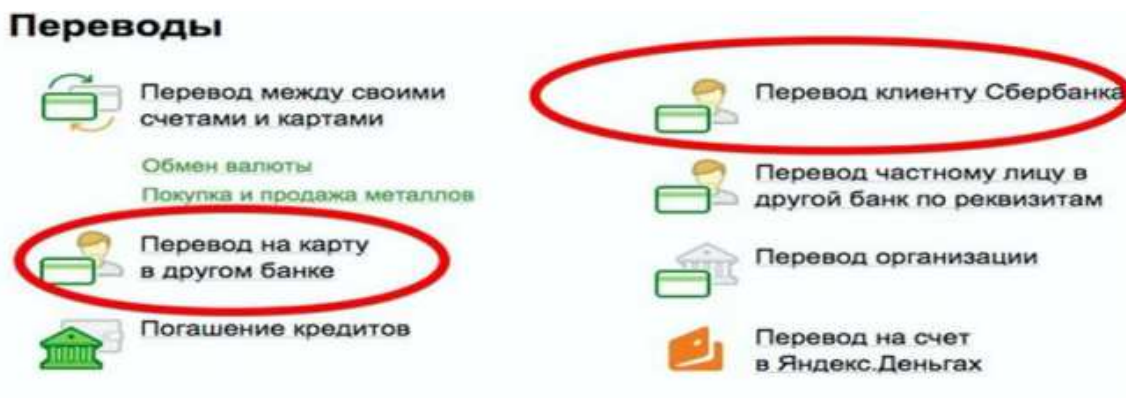 Переводы
Перевод между своими
счетами и картами
Обмен валюты
Покупка и продажа металлов
Перевод на карту
в другом банке
Погашение кредитов
Перевод клиенту Сбербанка
Перевод частному лицу в
другой банк по реквизитам
Перевод организации
Перевод на счет
в Яндекс.Деньгах